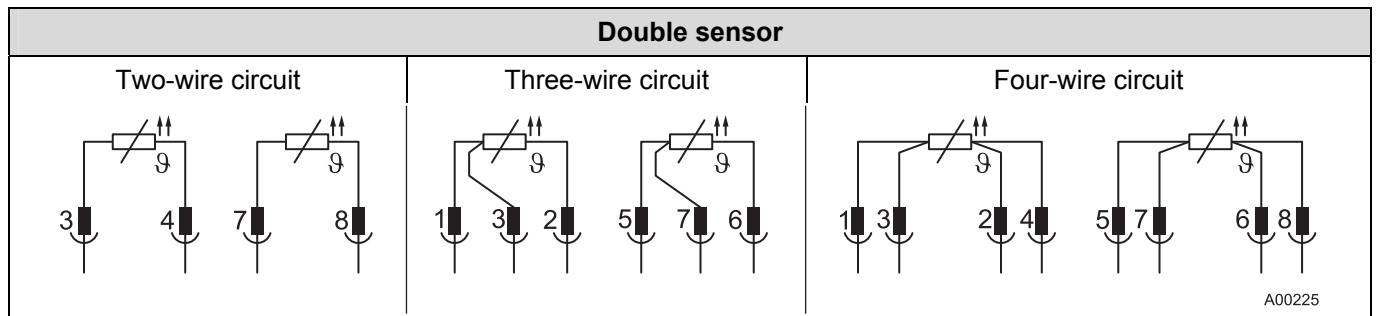 Double sensor
Two-wire circuit Three-wire circuit Four-wire circuit
ϑ ϑ ϑ ϑ ϑ ϑ
3 4 7 8 1 3 2 5 7 6 1 3 2 4 5 7 6 8
A00225